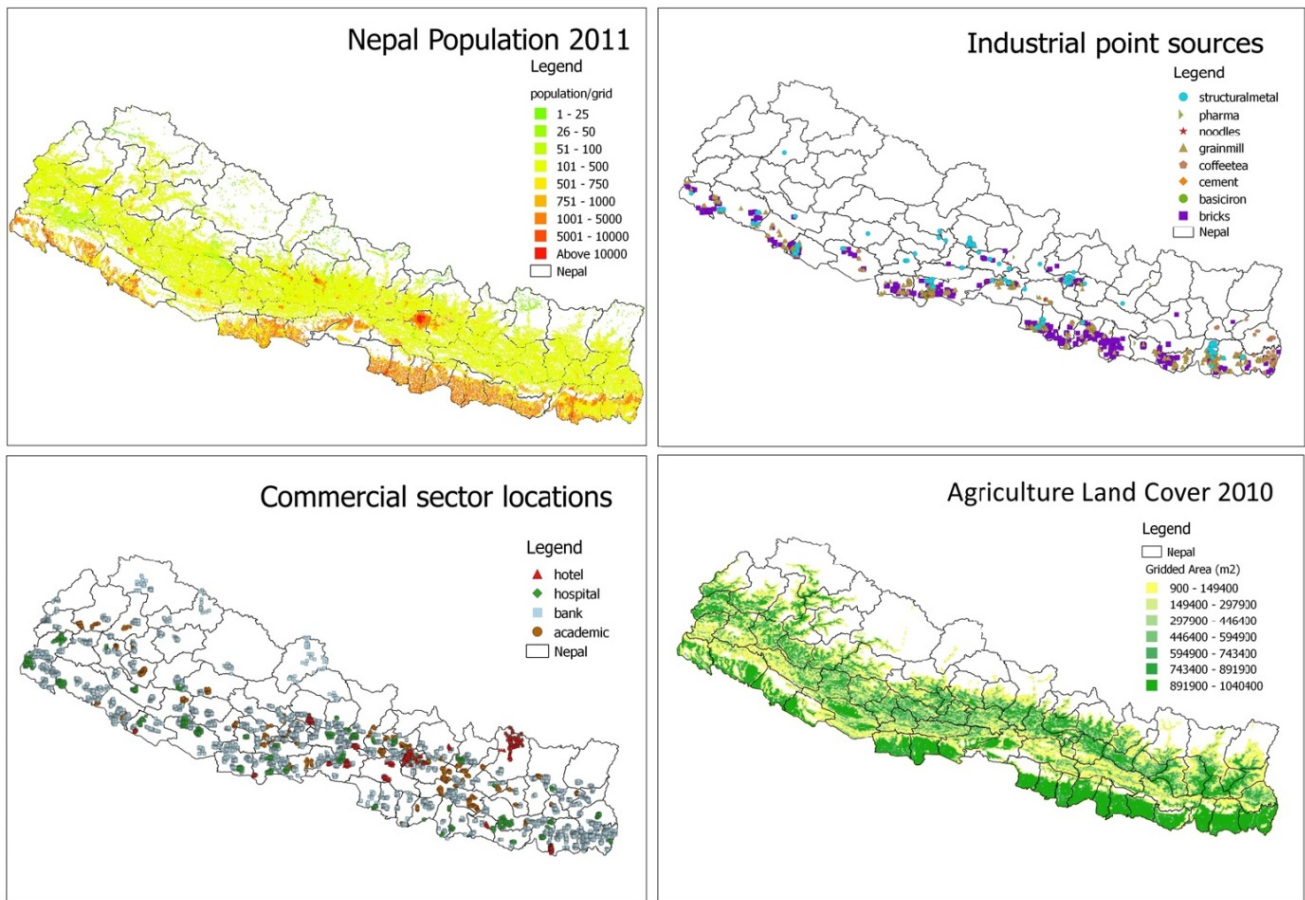 Nepal Population 2011
Legend
population/grid
1 - 25
26 - 50
51 - 100
101 - 500
501 - 750
751 - 1000
1001 - 5000
5001 - 10000
Above 10000
Nepal
Industrial point sources
Legend
structuralmetal
pharma
noodles
grainmill
coffeetea
cement
basiciron
bricks
Nepal
Commercial sector locations
Legend
hotel
hospital
bank
academic
Nepal
Agriculture Land Cover 2010
Legend
Nepal
Gridded Area (m2)
900 - 149400
149400 - 297900
297900 - 446400
446400 - 594900
594900 - 743400
743400 - 891900
891900 - 1040400